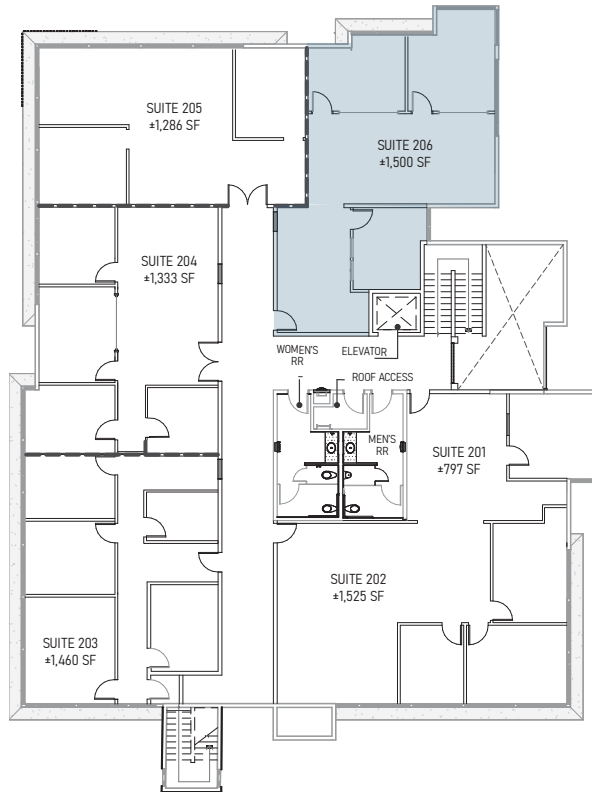 SUITE 205
±1,286 SF
SUITE 206
±1,500 SF
SUITE 204
±1,333 SF
WOMEN'S
RR
ELEVATOR
ROOF ACCESS
MEN'S
RR
SUITE 201
±797 SF
SUITE 202
±1,525 SF
SUITE 203
±1,460 SF